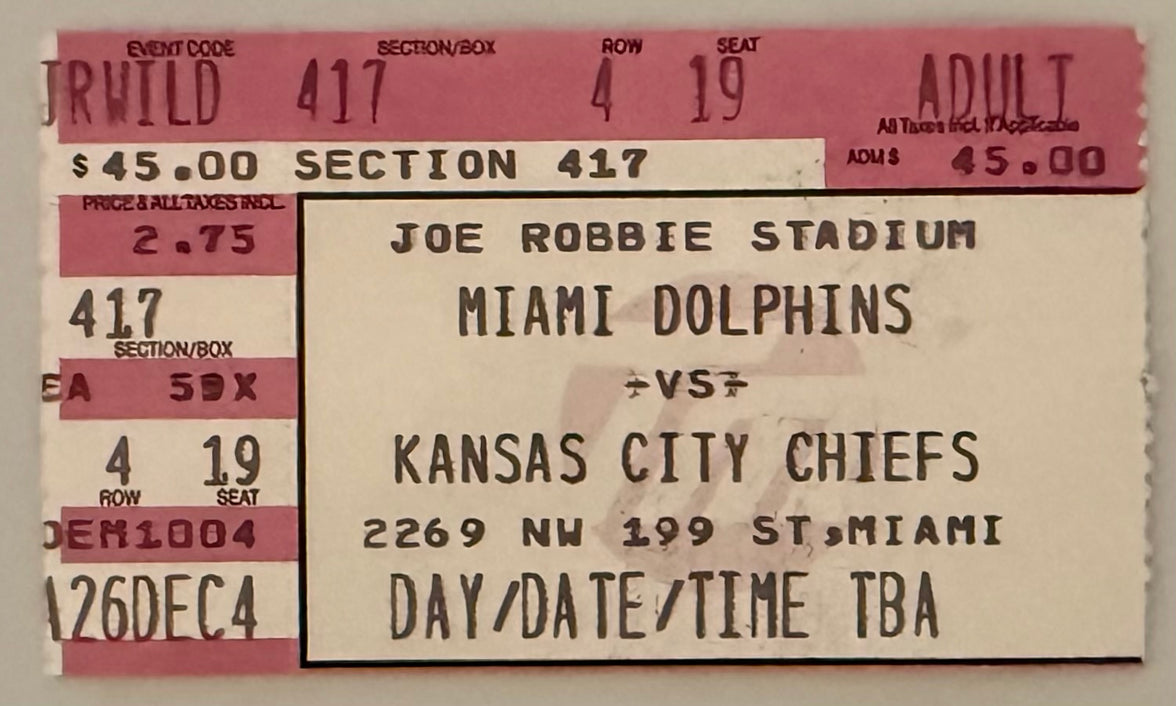 EVENT CODE SECTION/BOX ROW SEAT
JRWILD 417 4 19 ADULT
All Taxes Incl. If Applicable
$ 45.00 SECTION 417 ADM $ 45.00
PRICE & ALL TAXES INCL.
2.75 JOE ROBBIE STADIUM
417 MIAMI DOLPHINS
SECTION/BOX
EA 59X VS
4 19 KANSAS CITY CHIEFS
ROW SEAT
DEM1004 2269 NW 199 ST,MIAMI
A26DEC4 DAY/DATE/TIME TBA